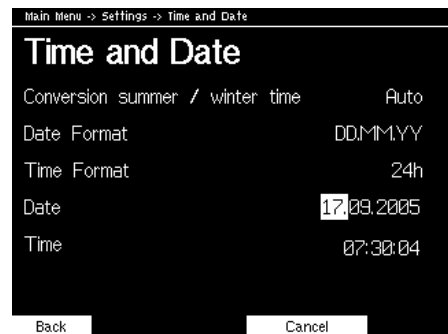 Main Menu -> Settings -> Time and Date
Time and Date
Conversion summer / winter time Auto
Date Format DD.MM.YY
Time Format 24h
Date 17.09.2005
Time 07:30:04
Back Cancel